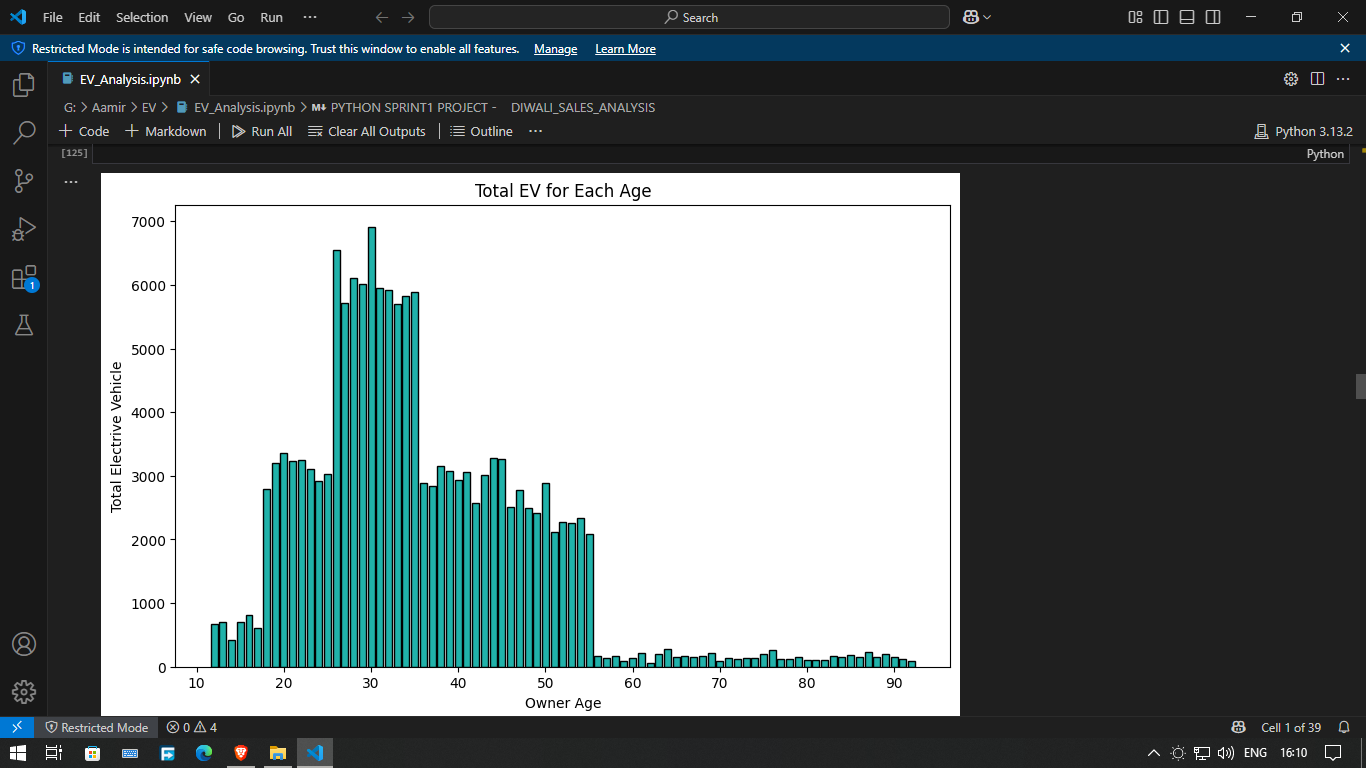 File Edit Selection View Go Run ··· Search
Restricted Mode is intended for safe code browsing. Trust this window to enable all features. Manage Learn More
EV_Analysis.ipynb
G: > Aamir > EV > EV_Analysis.ipynb > M↓ PYTHON SPRINT1 PROJECT - DIWALI_SALES_ANALYSIS
+ Code + Markdown Run All Clear All Outputs Outline ··· Python 3.13.2
[125] Python
Total EV for Each Age
7000
6000
5000
4000
3000
2000
1000
0
Total Electrive Vehicle
10 20 30 40 50 60 70 80 90
Owner Age
1
Restricted Mode 0 4 Cell 1 of 39
ENG 16:10